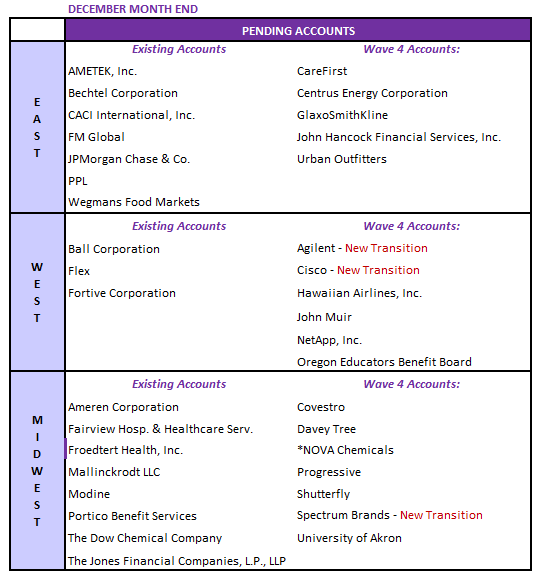 DECEMBER MONTH END
PENDING ACCOUNTS
EAST
Existing Accounts
AMETEK, Inc.
Bechtel Corporation
CACI International, Inc.
FM Global
JPMorgan Chase & Co.
PPL
Wegmans Food Markets
Wave 4 Accounts:
CareFirst
Centrus Energy Corporation
GlaxoSmithKline
John Hancock Financial Services, Inc.
Urban Outfitters
WEST
Existing Accounts
Ball Corporation
Flex
Fortive Corporation
Wave 4 Accounts:
Agilent - New Transition
Cisco - New Transition
Hawaiian Airlines, Inc.
John Muir
NetApp, Inc.
Oregon Educators Benefit Board
MIDWEST
Existing Accounts
Ameren Corporation
Fairview Hosp. & Healthcare Serv.
Froedtert Health, Inc.
Mallinckrodt LLC
Modine
Portico Benefit Services
The Dow Chemical Company
The Jones Financial Companies, L.P., LLP
Wave 4 Accounts:
Covestro
Davey Tree
*NOVA Chemicals
Progressive
Shutterfly
Spectrum Brands - New Transition
University of Akron